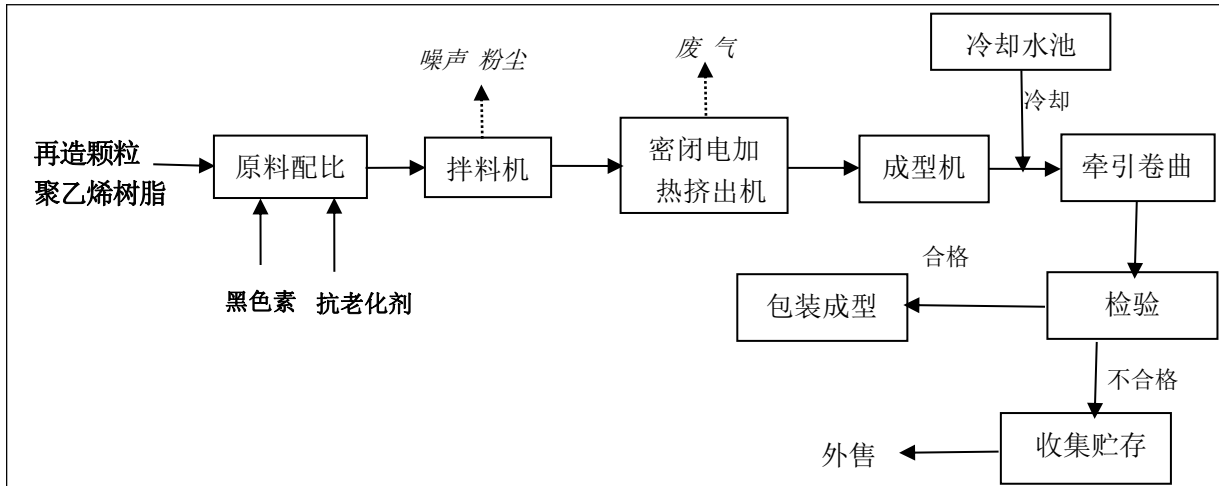 冷却水池
噪声 粉尘
废 气
冷却
再造颗粒
聚乙烯树脂
原料配比
拌料机
密闭电加
热挤出机
成型机
牵引卷曲
黑色素
抗老化剂
合格
包装成型
检验
不合格
收集贮存
外售